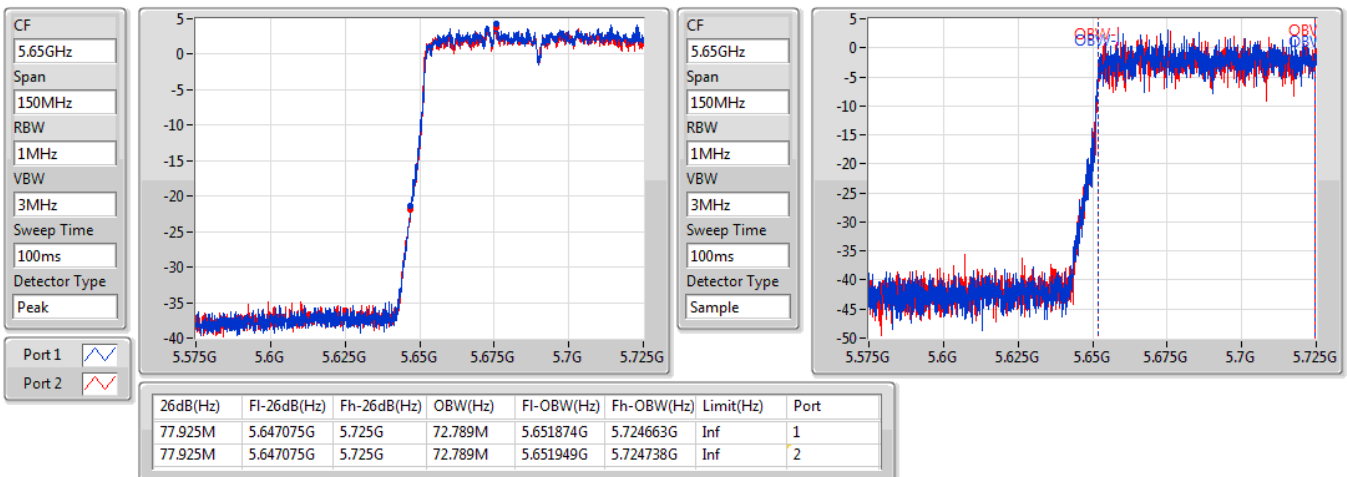 CF
5.65GHz
Span
150MHz
RBW
1MHz
VBW
3MHz
Sweep Time
100ms
Detector Type
Peak
Port 1
Port 2
5
0
-5
-10
-15
-20
-25
-30
-35
-40
5.575G 5.6G 5.625G 5.65G 5.675G 5.7G 5.725G
CF
5.65GHz
Span
150MHz
RBW
1MHz
VBW
3MHz
Sweep Time
100ms
Detector Type
Sample
5
0
-5
-10
-15
-20
-25
-30
-35
-40
-45
-50
5.575G 5.6G 5.625G 5.65G 5.675G 5.7G 5.725G
26dB(Hz) Fl-26dB(Hz) Fh-26dB(Hz) OBW(Hz) Fl-OBW(Hz) Fh-OBW(Hz) Limit(Hz) Port
77.925M 5.647075G 5.725G 72.789M 5.651874G 5.724663G Inf 1
77.925M 5.647075G 5.725G 72.789M 5.651949G 5.724738G Inf 2